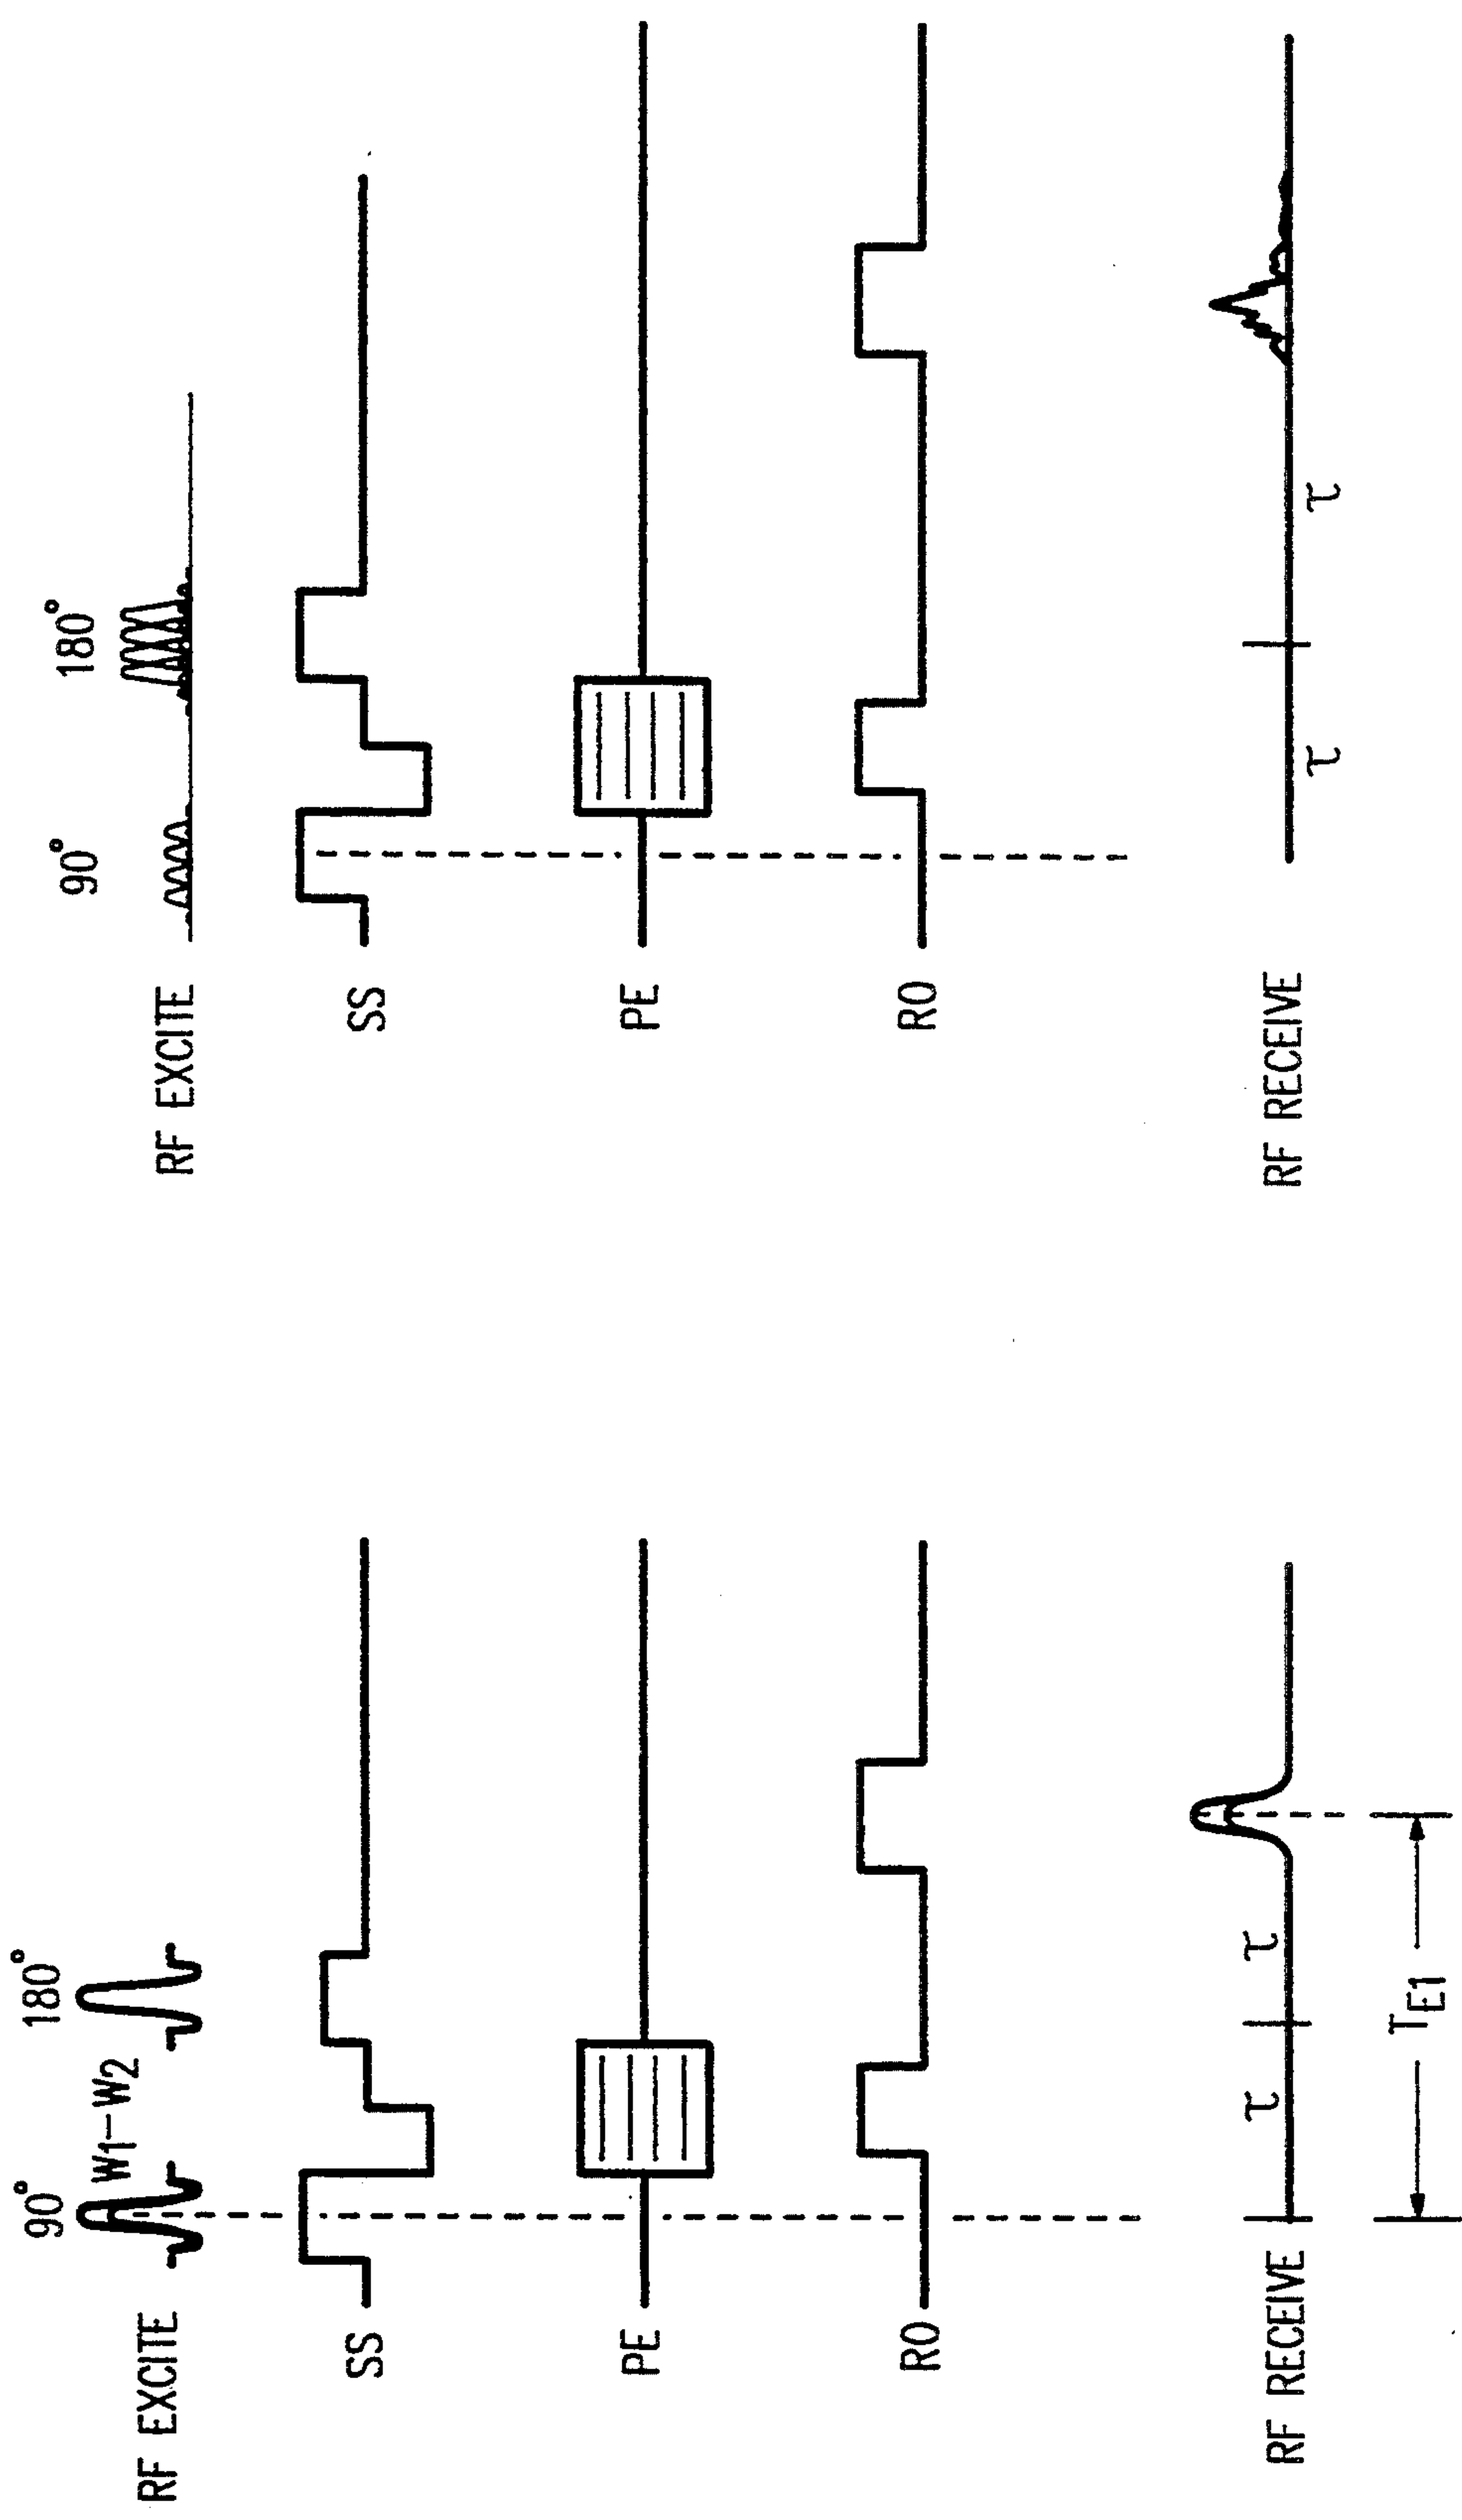 90° W1–W2 180°
RF EXCITE
SS
PE
RO
RF RECEIVE
τ τ
TE1
90° 180°
RF EXCITE
SS
PE
RO
RF RECEIVE
τ τ